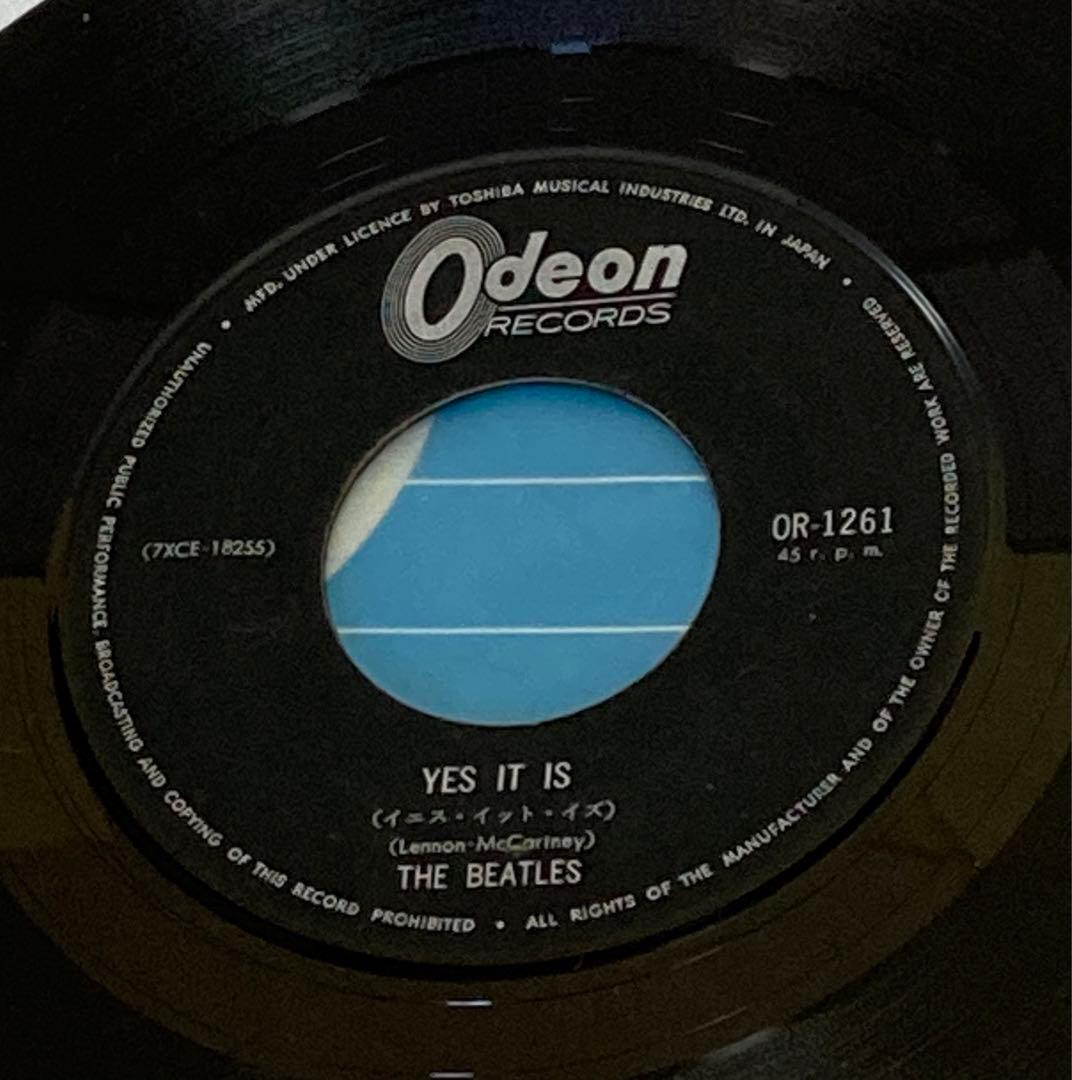 • MFD. UNDER LICENCE BY TOSHIBA MUSICAL INDUSTRIES LTD. IN JAPAN •
Odeon
RECORDS
(7XCE-18255)
OR-1261
45 r. p. m.
YES IT IS
(イエス・イット・イズ)
(Lennon-McCartney)
THE BEATLES
UNAUTHORIZED PUBLIC PERFORMANCE, BROADCASTING AND COPYING OF THIS RECORD PROHIBITED • ALL RIGHTS OF THE MANUFACTURER AND OF THE OWNER OF THE RECORDED WORK ARE RESERVED